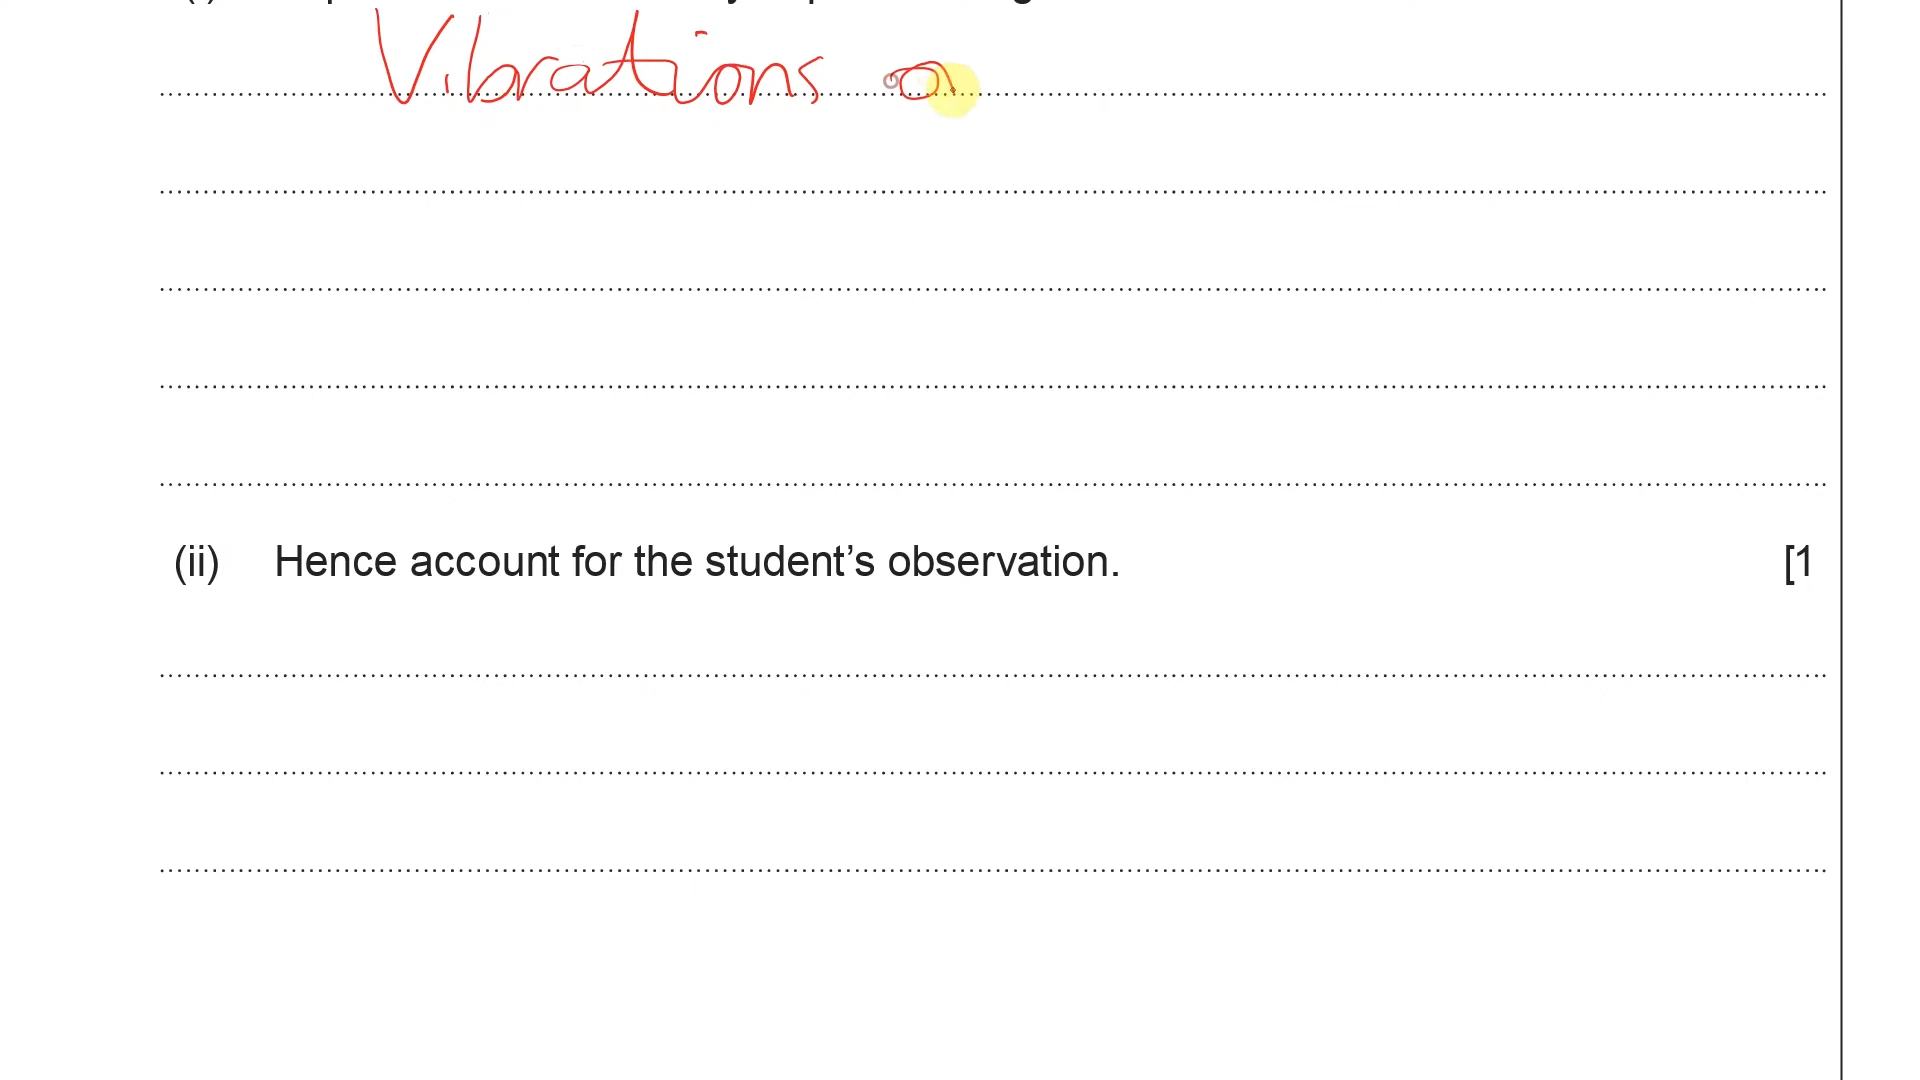 Vibrations
(ii) Hence account for the student’s observation. [1